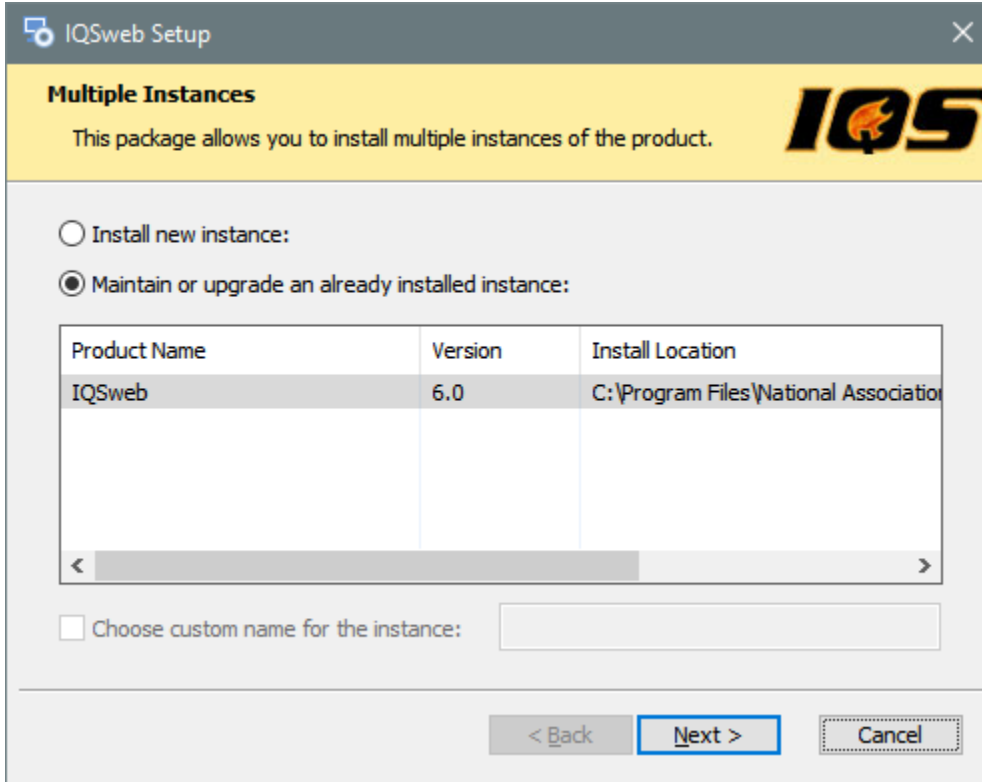 IQSweb Setup
Multiple Instances
This package allows you to install multiple instances of the product.
IQS
Install new instance:
Maintain or upgrade an already installed instance:
Product Name Version Install Location
IQSweb 6.0 C:\Program Files\National Association
Choose custom name for the instance:
< Back Next > Cancel